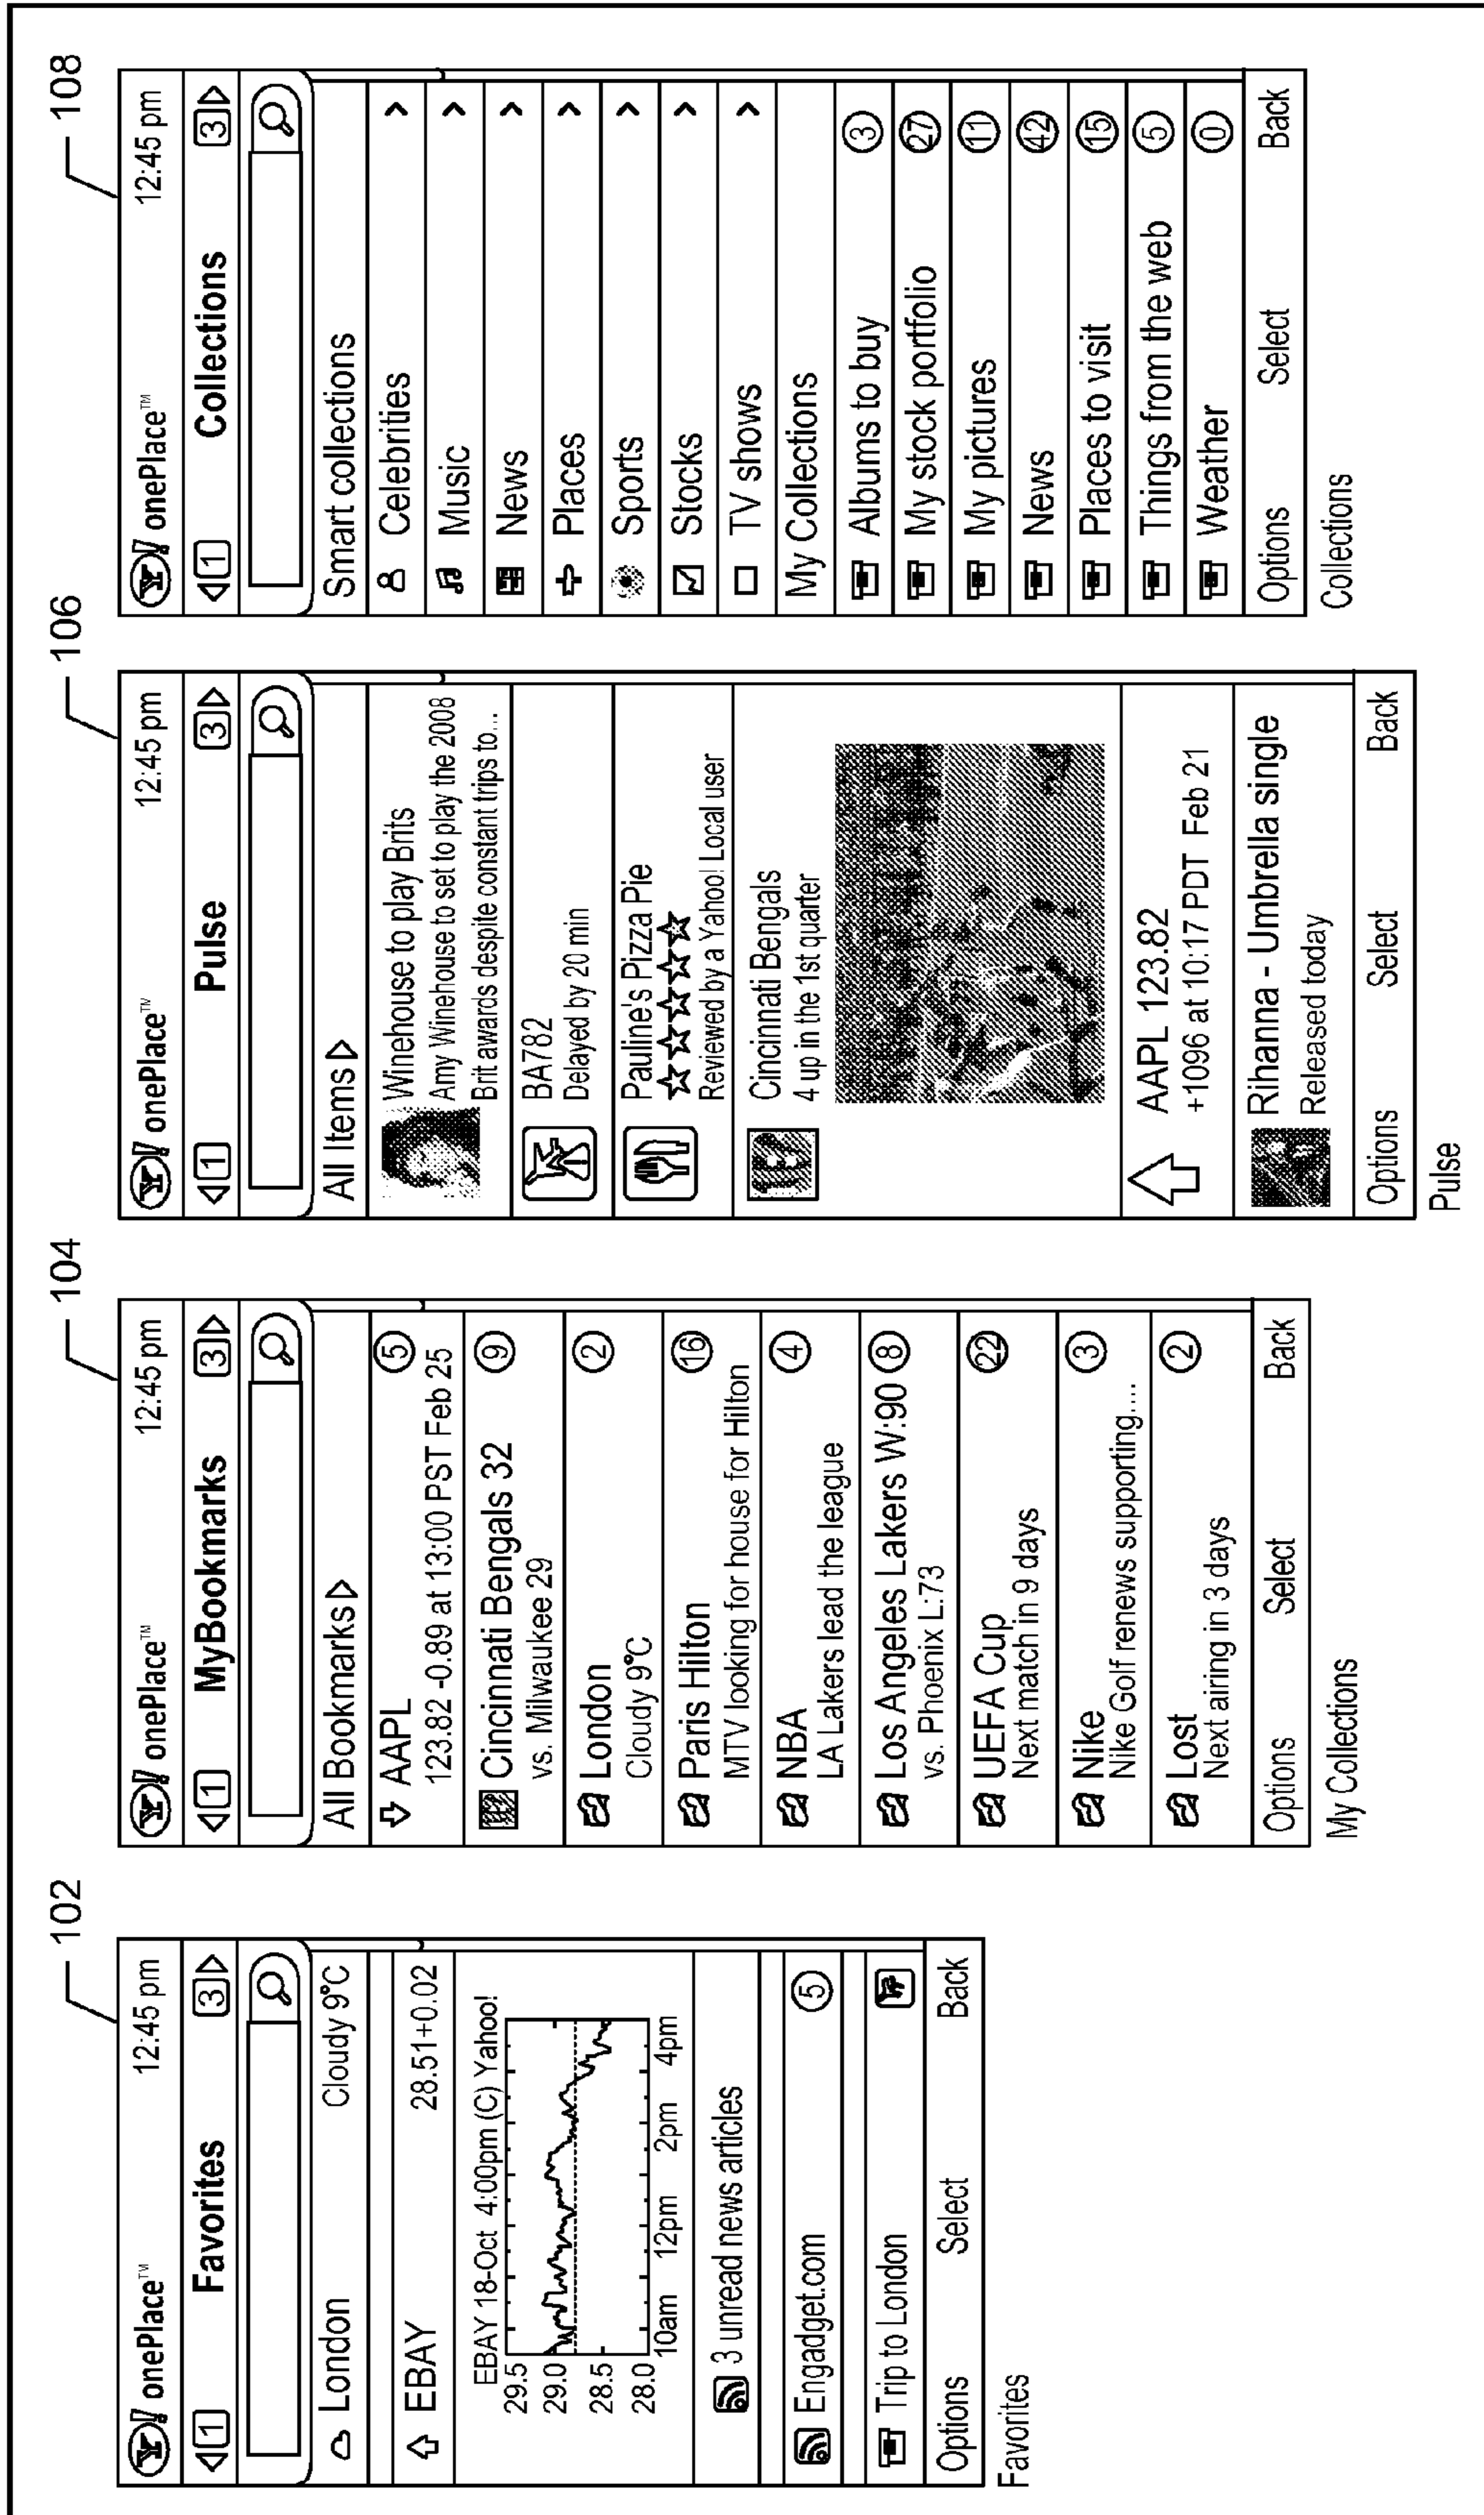 102
Y! onePlace™ 12:45 pm
1 Favorites 3
London Cloudy 9°C
EBAY 28.51+0.02
EBAY 18-Oct 4:00pm (C) Yahoo!
29.5
29.0
28.5
28.0
10am 12pm 2pm 4pm
3 unread news articles
Engadget.com 5
Trip to London
Options Select Back
Favorites
104
Y! onePlace™ 12:45 pm
1 MyBookmarks 3
All Bookmarks
AAPL 5
123.82 -0.89 at 13:00 PST Feb 25
Cincinnati Bengals 32 9
vs. Milwaukee 29
London 2
Cloudy 9°C
Paris Hilton 16
MTV looking for house for Hilton
NBA 4
LA Lakers lead the league
Los Angeles Lakers W:90 8
vs. Phoenix L:73
UEFA Cup 22
Next match in 9 days
Nike 3
Nike Golf renews supporting....
Lost 2
Next airing in 3 days
Options Select Back
My Collections
106
Y! onePlace™ 12:45 pm
1 Pulse 3
All Items
Winehouse to play Brits
Amy Winehouse to set to play the 2008
Brit awards despite constant trips to...
BA782
Delayed by 20 min
Pauline's Pizza Pie
Reviewed by a Yahoo! Local user
Cincinnati Bengals
4 up in the 1st quarter
AAPL 123.82
+1096 at 10:17 PDT Feb 21
Rihanna - Umbrella single
Released today
Options Select Back
Pulse
108
Y! onePlace™ 12:45 pm
1 Collections 3
Smart collections
Celebrities
Music
News
Places
Sports
Stocks
TV shows
My Collections
Albums to buy 3
My stock portfolio 27
My pictures 11
News 42
Places to visit 15
Things from the web 5
Weather 0
Options Select Back
Collections